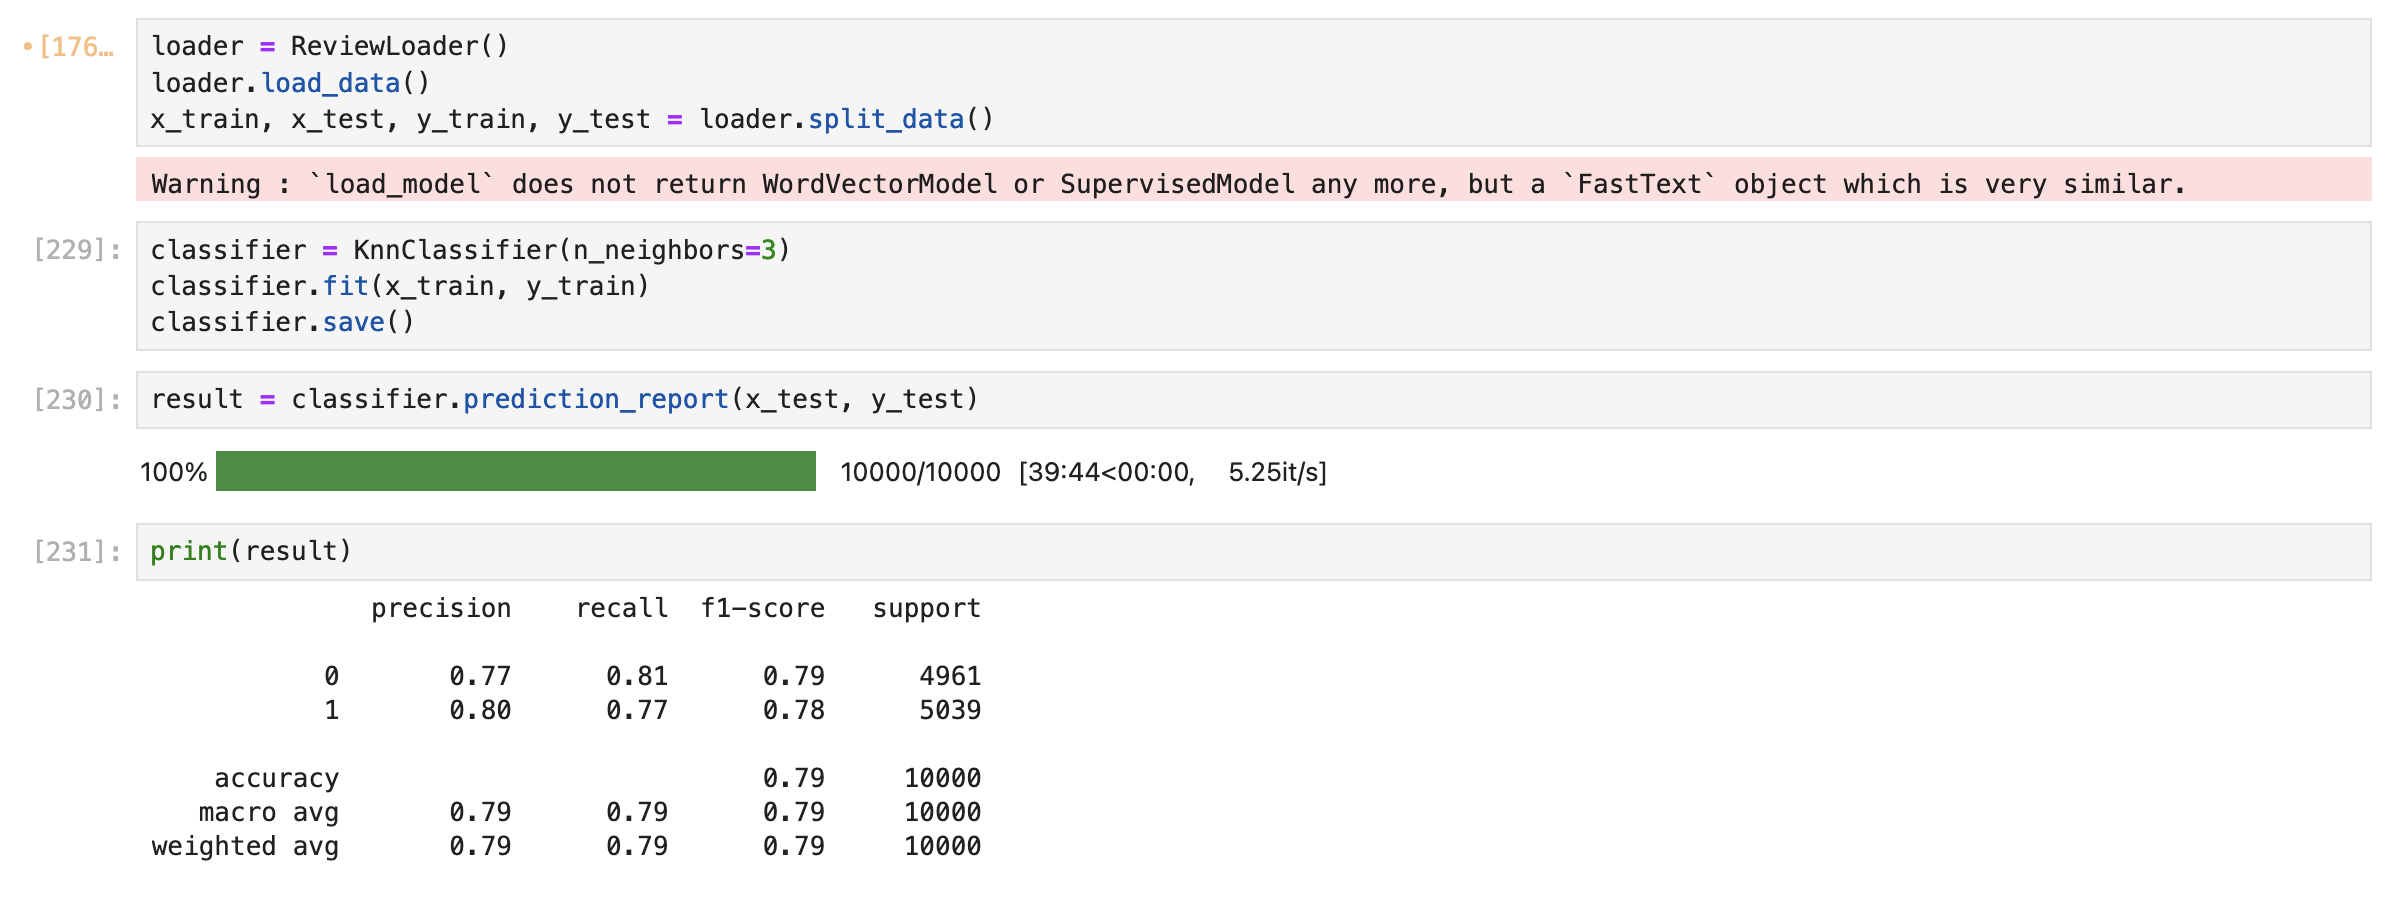 •[176…
loader = ReviewLoader()
loader.load_data()
x_train, x_test, y_train, y_test = loader.split_data()
Warning : `load_model` does not return WordVectorModel or SupervisedModel any more, but a `FastText` object which is very similar.
[229]:
classifier = KnnClassifier(n_neighbors=3)
classifier.fit(x_train, y_train)
classifier.save()
[230]:
result = classifier.prediction_report(x_test, y_test)
100% 10000/10000 [39:44<00:00, 5.25it/s]
[231]:
print(result)
precision recall f1-score support
0 0.77 0.81 0.79 4961
1 0.80 0.77 0.78 5039
accuracy 0.79 10000
macro avg 0.79 0.79 0.79 10000
weighted avg 0.79 0.79 0.79 10000